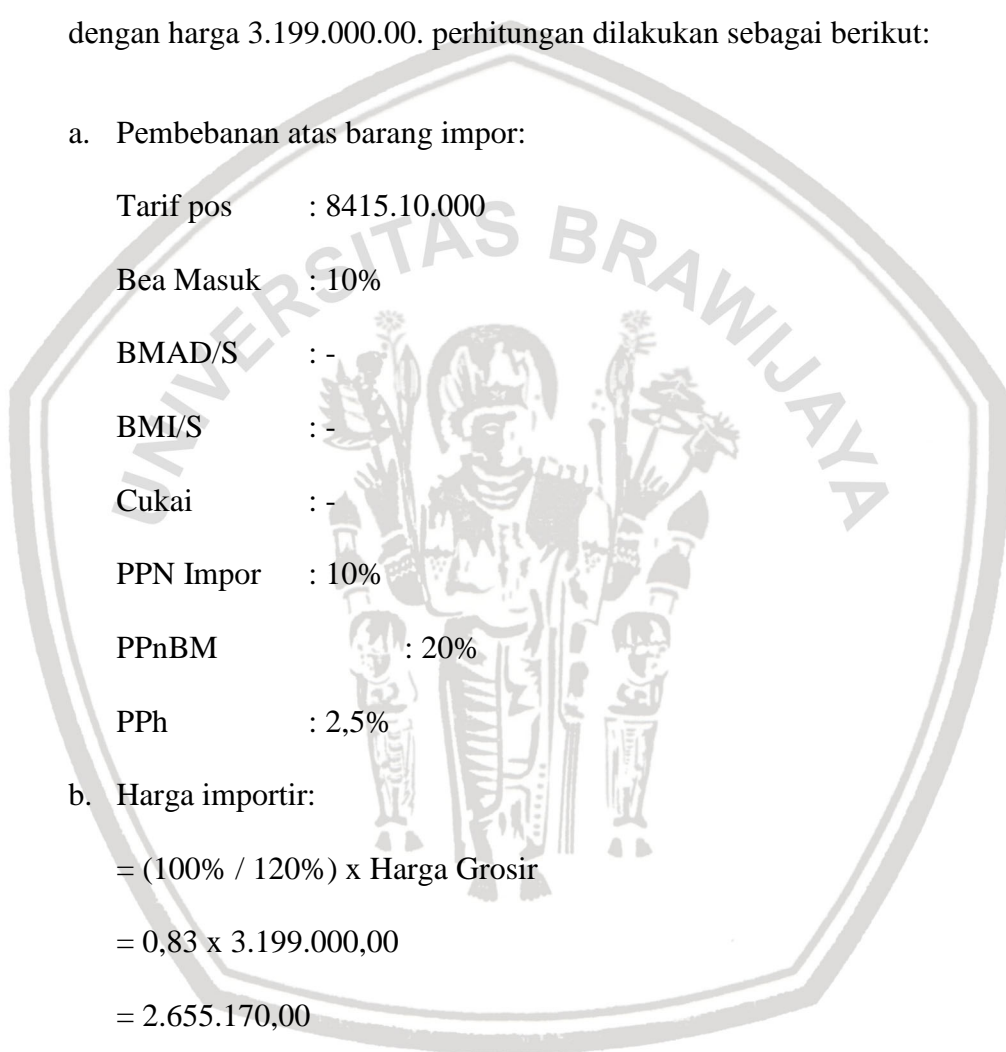 dengan harga 3.199.000.00. perhitungan dilakukan sebagai berikut:
a. Pembebanan atas barang impor:
Tarif pos : 8415.10.000
Bea Masuk : 10%
BMAD/S : -
BMI/S : -
Cukai : -
PPN Impor : 10%
PPnBM : 20%
PPh : 2,5%
b. Harga importir:
= (100% / 120%) x Harga Grosir
= 0,83 x 3.199.000,00
= 2.655.170,00
UNIVERSITAS BRAWIJAYA